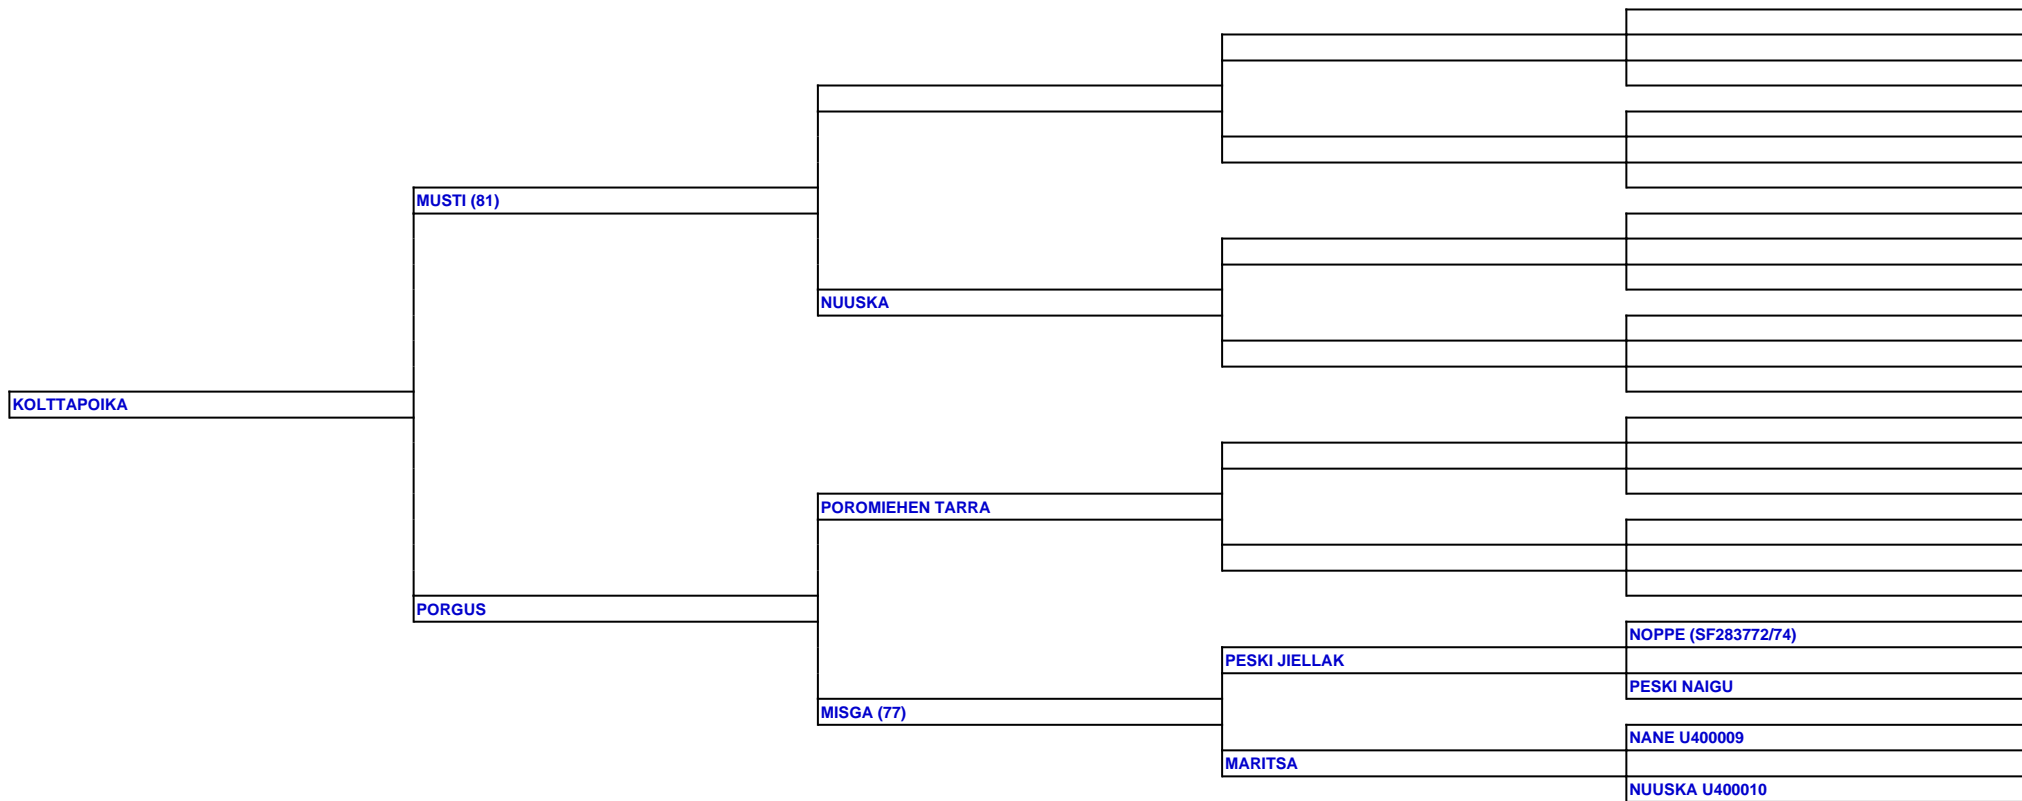 MUSTI (81)
NUUSKA
KOLTTAPOIKA
POROMIEHEN TARRA
PORGUS
NOPPE (SF283772/74)
PESKI JIELLAK
PESKI NAIGU
MISGA (77)
NANE U400009
MARITSA
NUUSKA U400010